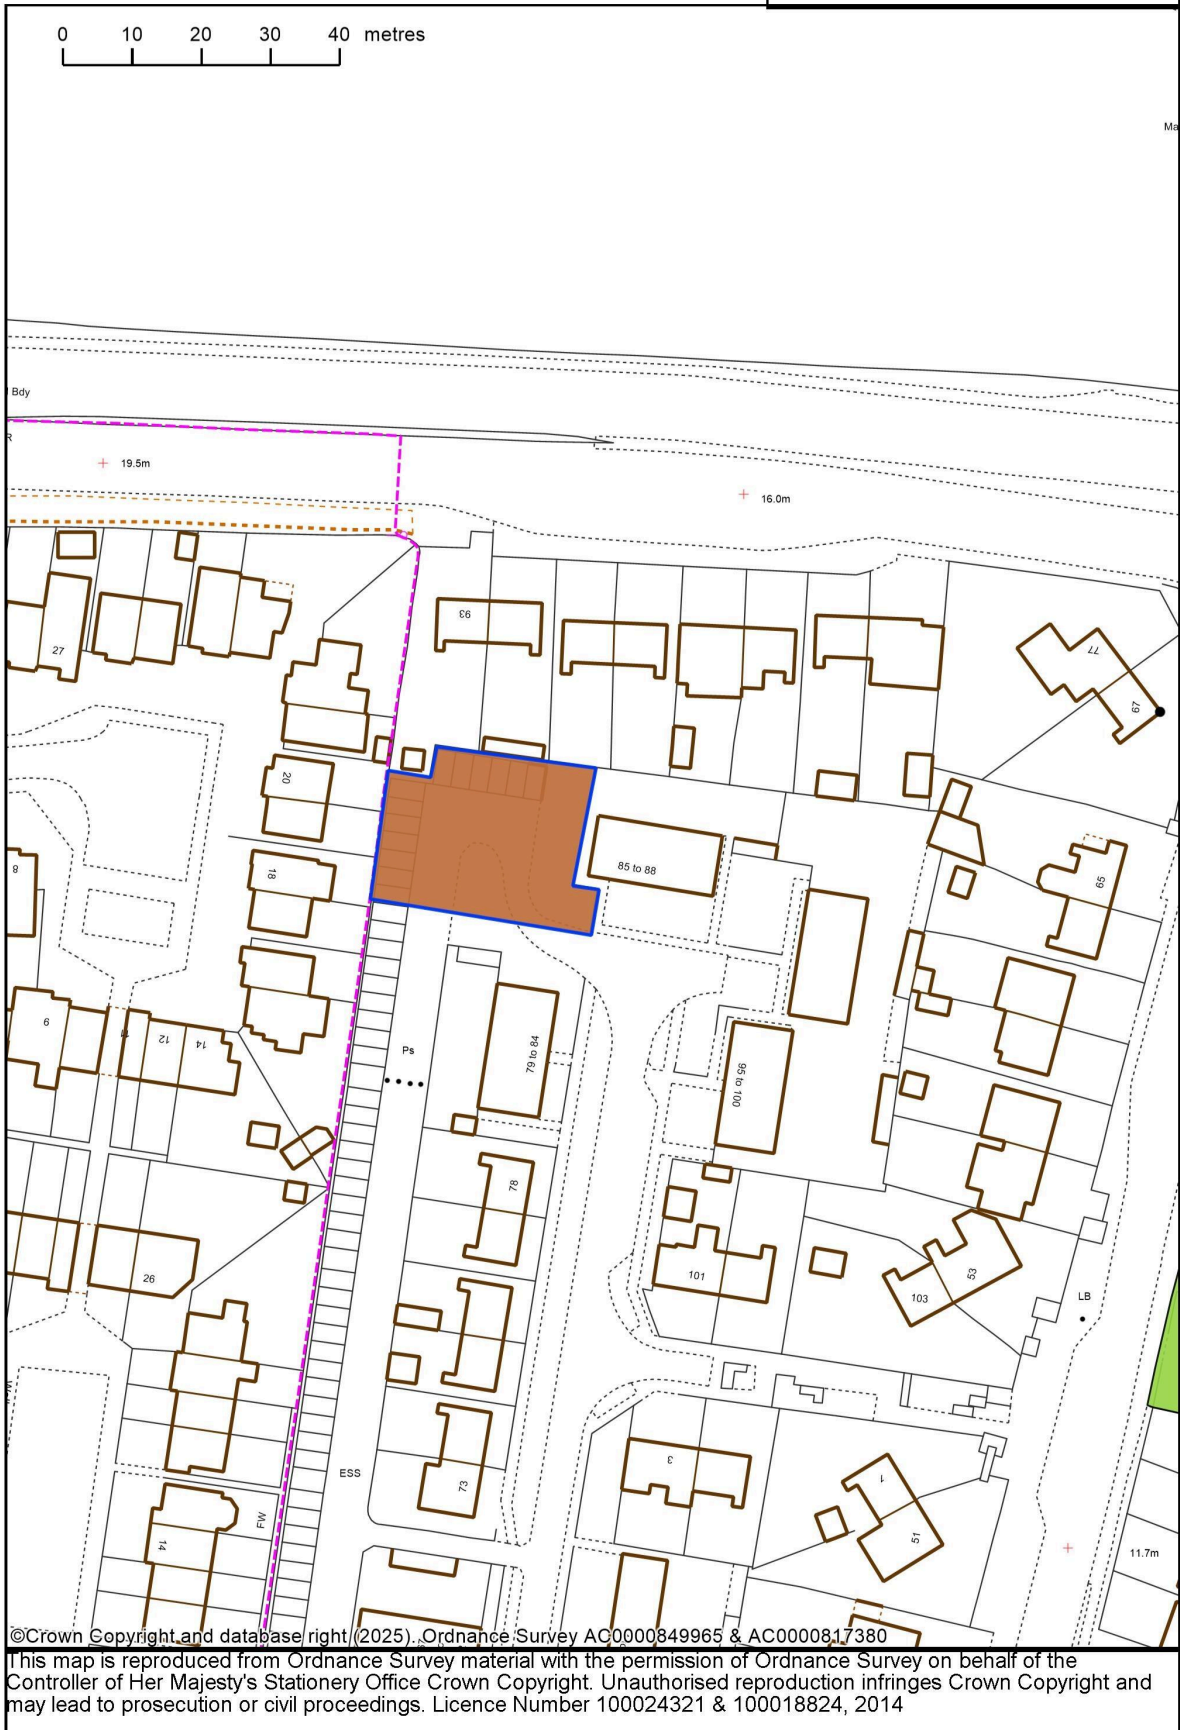 0 10 20 30 40 metres
Ma
Bdy
R
19.5m
16.0m
27
93
77
67
20
85 to 88
65
8
18
9
11
12
14
Ps
79 to 84
95 to 100
78
26
101
103
53
LB
ESS
73
3
1
51
FW
14
11.7m
©Crown Copyright and database right (2025). Ordnance Survey AC0000849965 & AC0000817380
This map is reproduced from Ordnance Survey material with the permission of Ordnance Survey on behalf of the
Controller of Her Majesty's Stationery Office Crown Copyright. Unauthorised reproduction infringes Crown Copyright and
may lead to prosecution or civil proceedings. Licence Number 100024321 & 100018824, 2014